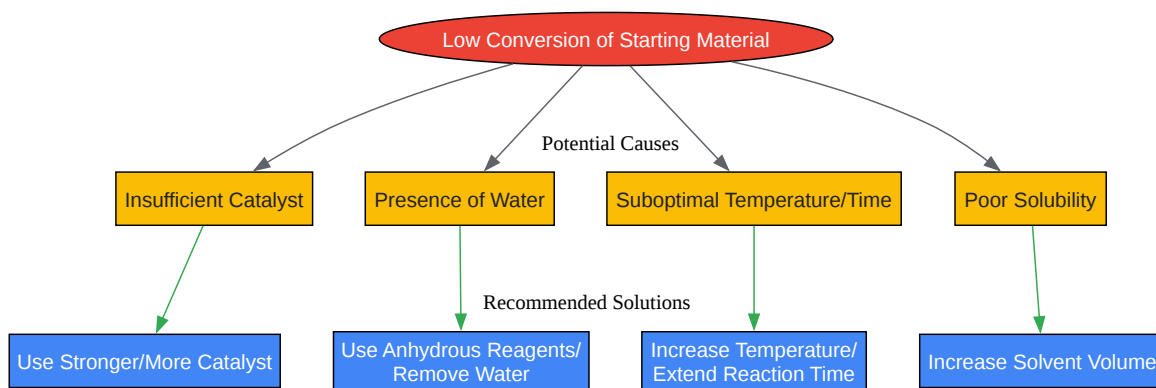 Low Conversion of Starting Material
Potential Causes
Insufficient Catalyst
Presence of Water
Suboptimal Temperature/Time
Poor Solubility
Recommended Solutions
Use Stronger/More Catalyst
Use Anhydrous Reagents/
Remove Water
Increase Temperature/
Extend Reaction Time
Increase Solvent Volume